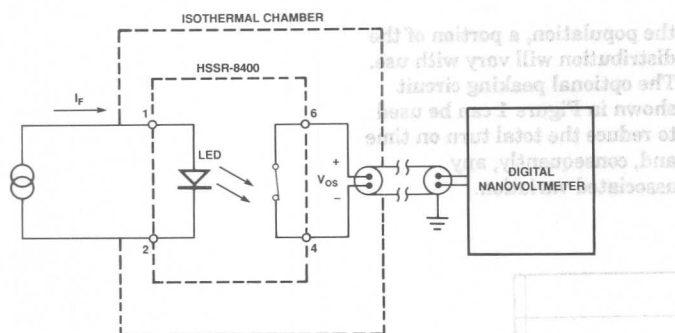 ISOTHERMAL CHAMBER
the population, a portion of the
distribution will vary with use.
HSSR-8400
The optional peaking circuit
shown in Figure 1 can be used
to reduce the total turn on time
and, consequently, any
associated variation.
I_F
1
6
LED
+
V_OS
–
DIGITAL
NANOVOLTMETER
2
4